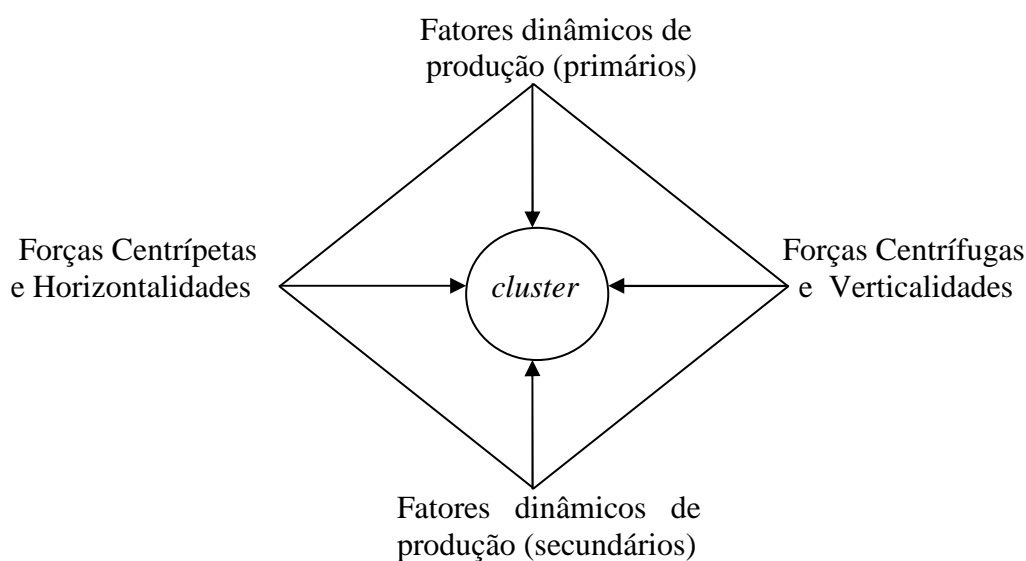 Fatores dinâmicos de
produção (primários)
Forças Centrípetas
e Horizontalidades
cluster
Forças Centrífugas
e Verticalidades
Fatores dinâmicos de
produção (secundários)